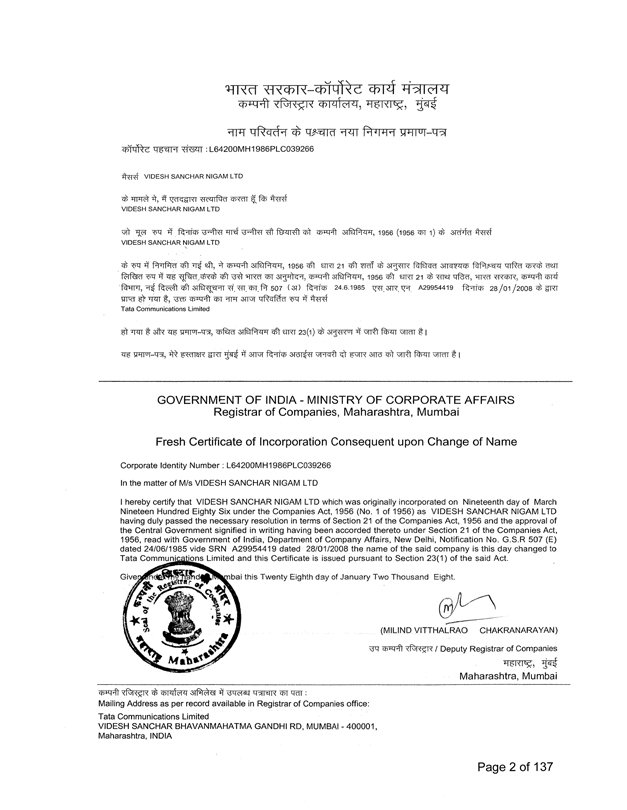 भारत सरकार-कॉर्पोरेट कार्य मंत्रालय
कम्पनी रजिस्ट्रार कार्यालय, महाराष्ट्र, मुंबई
नाम परिवर्तन के पश्चात नया निगमन प्रमाण-पत्र
कॉर्पोरेट पहचान संख्या : L64200MH1986PLC039266
मैसर्स VIDESH SANCHAR NIGAM LTD
के मामले मे, मैं एतदद्वारा सत्यापित करता हूँ कि मैसर्स
VIDESH SANCHAR NIGAM LTD
जो मूल रुप में दिनांक उन्नीस मार्च उन्नीस सौ छियासी को कम्पनी अधिनियम, 1956 (1956 का 1) के अतंर्गत मैसर्स
VIDESH SANCHAR NIGAM LTD
के रुप में निगमित की गई थी, ने कम्पनी अधिनियम, 1956 की धारा 21 की शर्तों के अनुसार विधिवत आवश्यक विनिश्चय पारित करके तथा
लिखित रुप में यह सूचित करके की उसे भारत का अनुमोदन, कम्पनी अधिनियम, 1956 की धारा 21 के साथ पठित, भारत सरकार, कम्पनी कार्य
विभाग, नई दिल्ली की अधिसूचना सं. सा. का. नि 507 (अ) दिनांक 24.6.1985 एस.आर.एन A29954419 दिनांक 28/01/2008 के द्वारा
प्राप्त हो गया है, उक्त कम्पनी का नाम आज परिवर्तित रुप में मैसर्स
Tata Communications Limited
हो गया है और यह प्रमाण-पत्र, कथित अधिनियम की धारा 23(1) के अनुसरण में जारी किया जाता है।
यह प्रमाण-पत्र, मेरे हस्ताक्षर द्वारा मुंबई में आज दिनांक अठाईस जनवरी दो हजार आठ को जारी किया जाता है।
GOVERNMENT OF INDIA - MINISTRY OF CORPORATE AFFAIRS
Registrar of Companies, Maharashtra, Mumbai
Fresh Certificate of Incorporation Consequent upon Change of Name
Corporate Identity Number : L64200MH1986PLC039266
In the matter of M/s VIDESH SANCHAR NIGAM LTD
I hereby certify that VIDESH SANCHAR NIGAM LTD which was originally incorporated on Nineteenth day of March
Nineteen Hundred Eighty Six under the Companies Act, 1956 (No. 1 of 1956) as VIDESH SANCHAR NIGAM LTD
having duly passed the necessary resolution in terms of Section 21 of the Companies Act, 1956 and the approval of
the Central Government signified in writing having been accorded thereto under Section 21 of the Companies Act,
1956, read with Government of India, Department of Company Affairs, New Delhi, Notification No. G.S.R 507 (E)
dated 24/06/1985 vide SRN A29954419 dated 28/01/2008 the name of the said company is this day changed to
Tata Communications Limited and this Certificate is issued pursuant to Section 23(1) of the said Act.
Given this Twenty Eighth day of January Two Thousand Eight.
Seal of the Registrar of Companies
Maharashtra
(MILIND VITTHALRAO CHAKRANARAYAN)
उप कम्पनी रजिस्ट्रार / Deputy Registrar of Companies
महाराष्ट्र, मुंबई
Maharashtra, Mumbai
कम्पनी रजिस्ट्रार के कार्यालय अभिलेख में उपलब्ध पत्राचार का पता :
Mailing Address as per record available in Registrar of Companies office:
Tata Communications Limited
VIDESH SANCHAR BHAVANMAHATMA GANDHI RD, MUMBAI - 400001,
Maharashtra, INDIA
Page 2 of 137